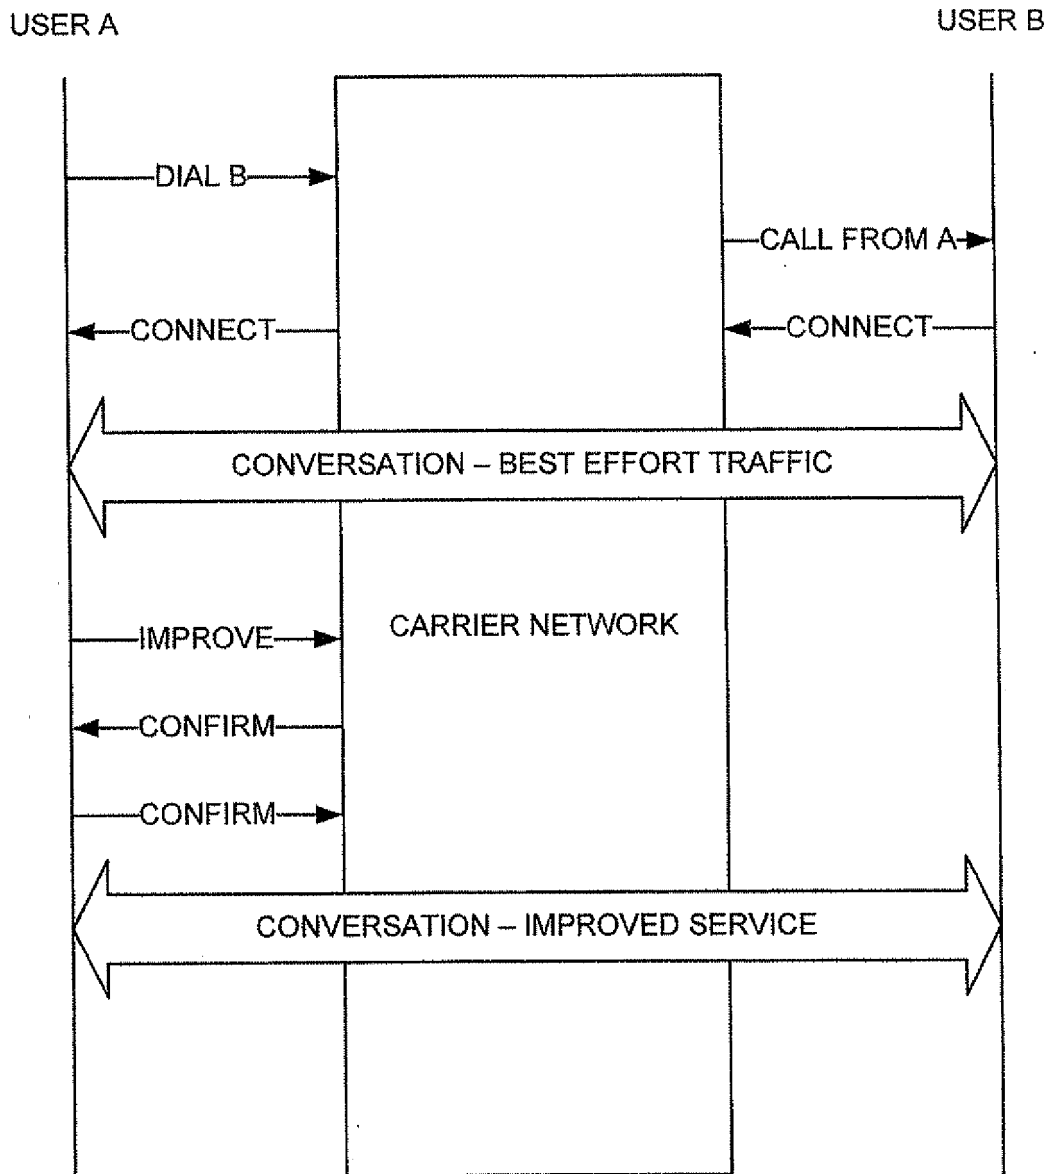 USER A
USER B
DIAL B
CALL FROM A
CONNECT
CONNECT
CONVERSATION – BEST EFFORT TRAFFIC
IMPROVE
CARRIER NETWORK
CONFIRM
CONFIRM
CONVERSATION – IMPROVED SERVICE